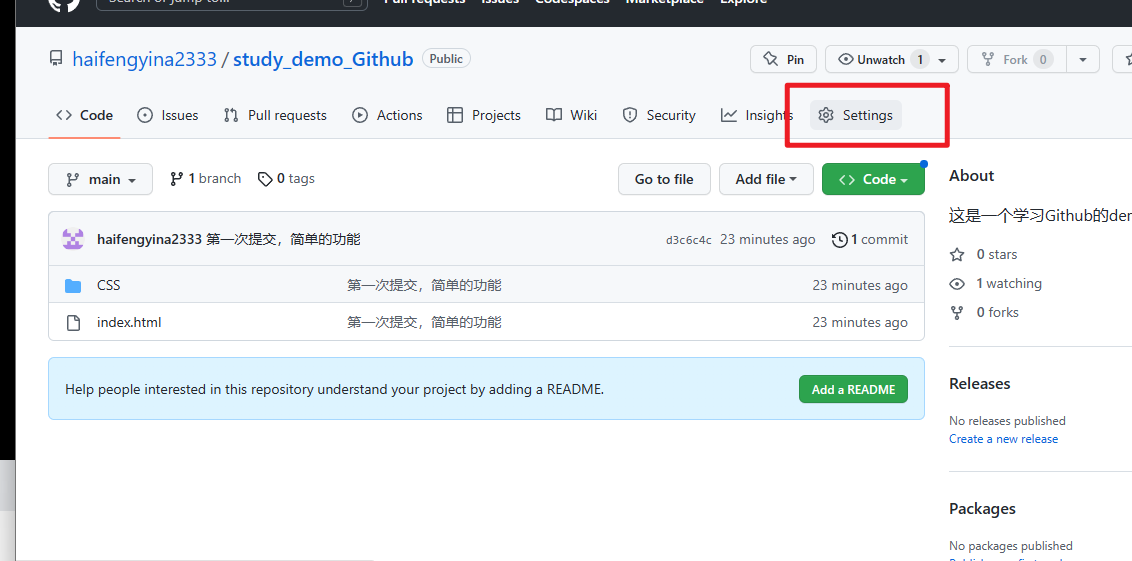 Search or jump to... /
Pull requests Issues Codespaces Marketplace Explore
haifengyina2333 / study_demo_Github Public
Pin Unwatch 1 Fork 0
Code Issues Pull requests Actions Projects Wiki Security Insights Settings
main 1 branch 0 tags Go to file Add file Code
haifengyina2333 第一次提交，简单的功能 d3c6c4c 23 minutes ago 1 commit
CSS 第一次提交，简单的功能 23 minutes ago
index.html 第一次提交，简单的功能 23 minutes ago
Help people interested in this repository understand your project by adding a README. Add a README
About
这是一个学习Github的der
0 stars
1 watching
0 forks
Releases
No releases published
Create a new release
Packages
No packages published